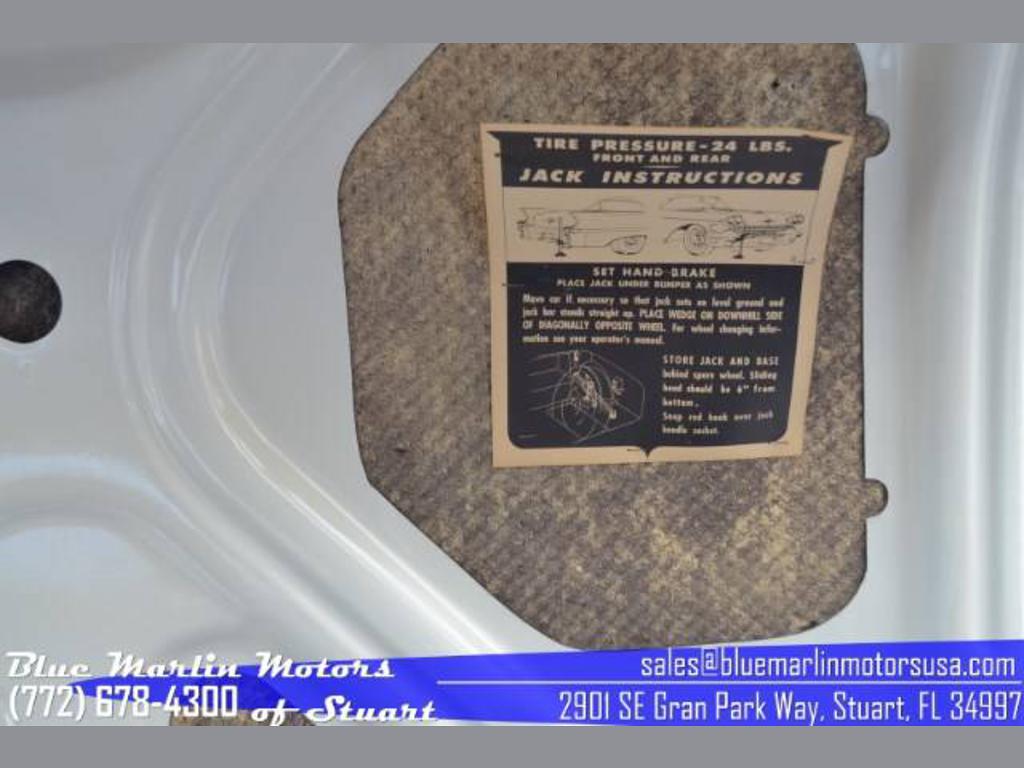 TIRE PRESSURE-24 LBS.
FRONT AND REAR
JACK INSTRUCTIONS
SET HAND BRAKE
PLACE JACK UNDER BUMPER AS SHOWN
Move car if necessary so that jack sets on level ground and
jack bar stands straight up. PLACE WEDGE ON DOWNHILL SIDE
OF DIAGONALLY OPPOSITE WHEEL. For wheel changing infor-
mation see your operator's manual.
STORE JACK AND BASE
behind spare wheel. Sliding
head should be 6" from
bottom.
Snap rod hook over jack
handle socket.
Blue Marlin Motors
of Stuart
(772) 678-4300
sales@bluemarlinmotorsusa.com
2901 SE Gran Park Way, Stuart, FL 34997